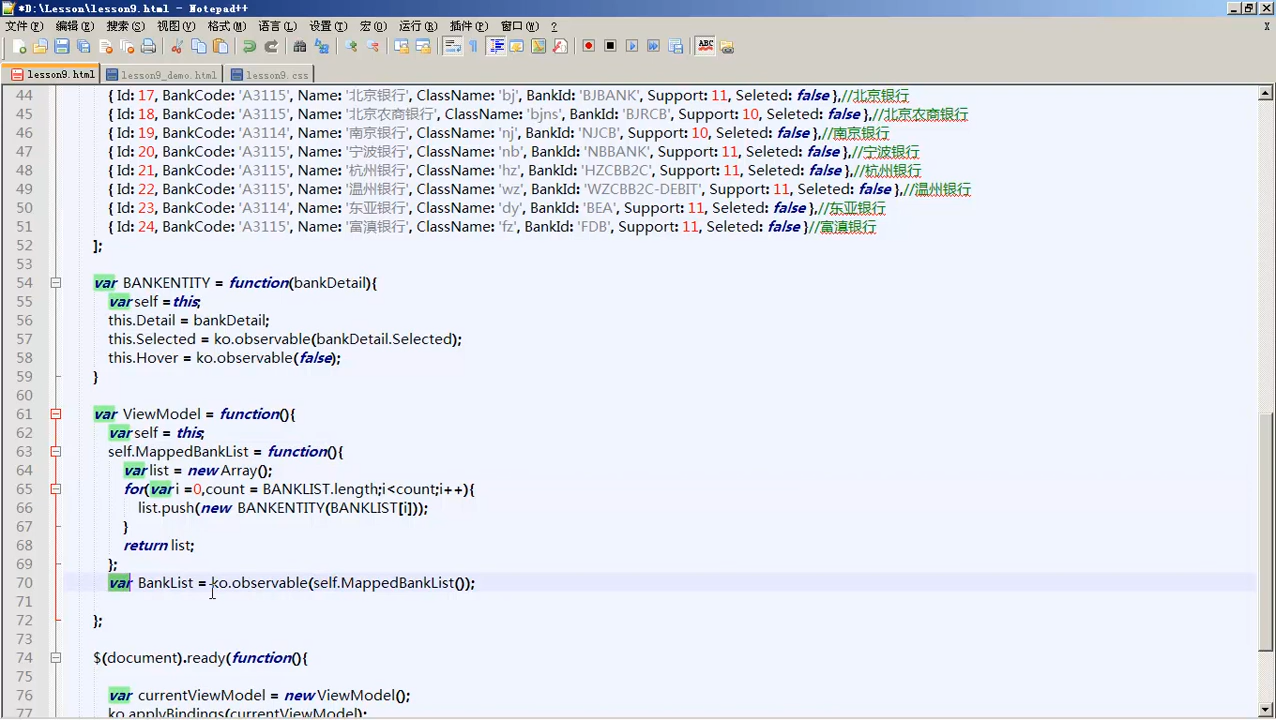 *D:\Lesson\lesson9.html - Notepad++
文件(F) 编辑(E) 搜索(S) 视图(V) 格式(M) 语言(L) 设置(T) 宏(O) 运行(R) 插件(P) 窗口(W) ?
lesson9.html lesson9_demo.html lesson9.css
44 { Id: 17, BankCode: 'A3115', Name: '北京银行', ClassName: 'bj', BankId: 'BJBANK', Support: 11, Seleted: false },//北京银行
45 { Id: 18, BankCode: 'A3115', Name: '北京农商银行', ClassName: 'bjns', BankId: 'BJRCB', Support: 10, Seleted: false },//北京农商银行
46 { Id: 19, BankCode: 'A3114', Name: '南京银行', ClassName: 'nj', BankId: 'NJCB', Support: 10, Seleted: false },//南京银行
47 { Id: 20, BankCode: 'A3115', Name: '宁波银行', ClassName: 'nb', BankId: 'NBBANK', Support: 11, Seleted: false },//宁波银行
48 { Id: 21, BankCode: 'A3115', Name: '杭州银行', ClassName: 'hz', BankId: 'HZCBB2C', Support: 11, Seleted: false },//杭州银行
49 { Id: 22, BankCode: 'A3115', Name: '温州银行', ClassName: 'wz', BankId: 'WZCBB2C-DEBIT', Support: 11, Seleted: false },//温州银行
50 { Id: 23, BankCode: 'A3114', Name: '东亚银行', ClassName: 'dy', BankId: 'BEA', Support: 11, Seleted: false },//东亚银行
51 { Id: 24, BankCode: 'A3115', Name: '富滇银行', ClassName: 'fz', BankId: 'FDB', Support: 11, Seleted: false }//富滇银行
52 ];
53
54 var BANKENTITY = function(bankDetail){
55 var self =this;
56 this.Detail = bankDetail;
57 this.Selected = ko.observable(bankDetail.Selected);
58 this.Hover = ko.observable(false);
59 }
60
61 var ViewModel = function(){
62 var self = this;
63 self.MappedBankList = function(){
64 var list = new Array();
65 for(var i =0,count = BANKLIST.length;i<count;i++){
66 list.push(new BANKENTITY(BANKLIST[i]));
67 }
68 return list;
69 };
70 var BankList = ko.observable(self.MappedBankList());
71
72 };
73
74 $(document).ready(function(){
75
76 var currentViewModel = new ViewModel();
77 ko.applyBindings(currentViewModel);